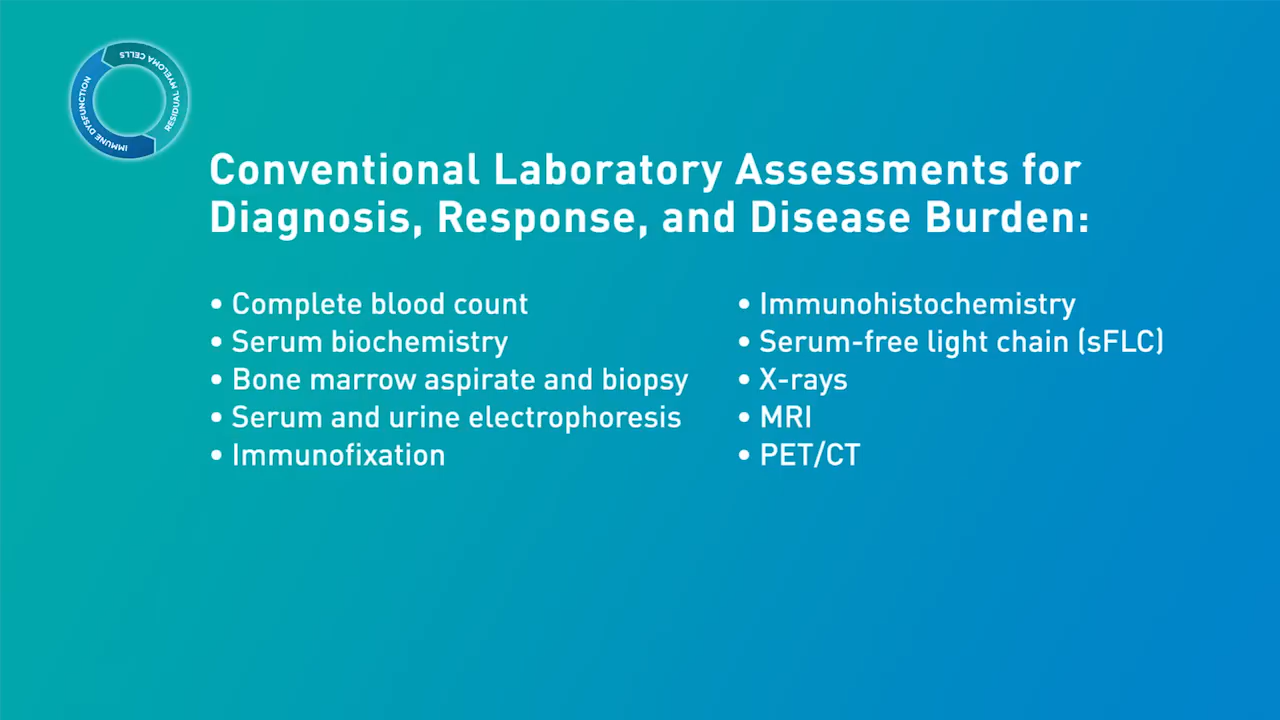 IMMUNE DYSFUNCTION
RESIDUAL MYELOMA CELLS
Conventional Laboratory Assessments for
Diagnosis, Response, and Disease Burden:
• Complete blood count
• Serum biochemistry
• Bone marrow aspirate and biopsy
• Serum and urine electrophoresis
• Immunofixation
• Immunohistochemistry
• Serum-free light chain (sFLC)
• X-rays
• MRI
• PET/CT